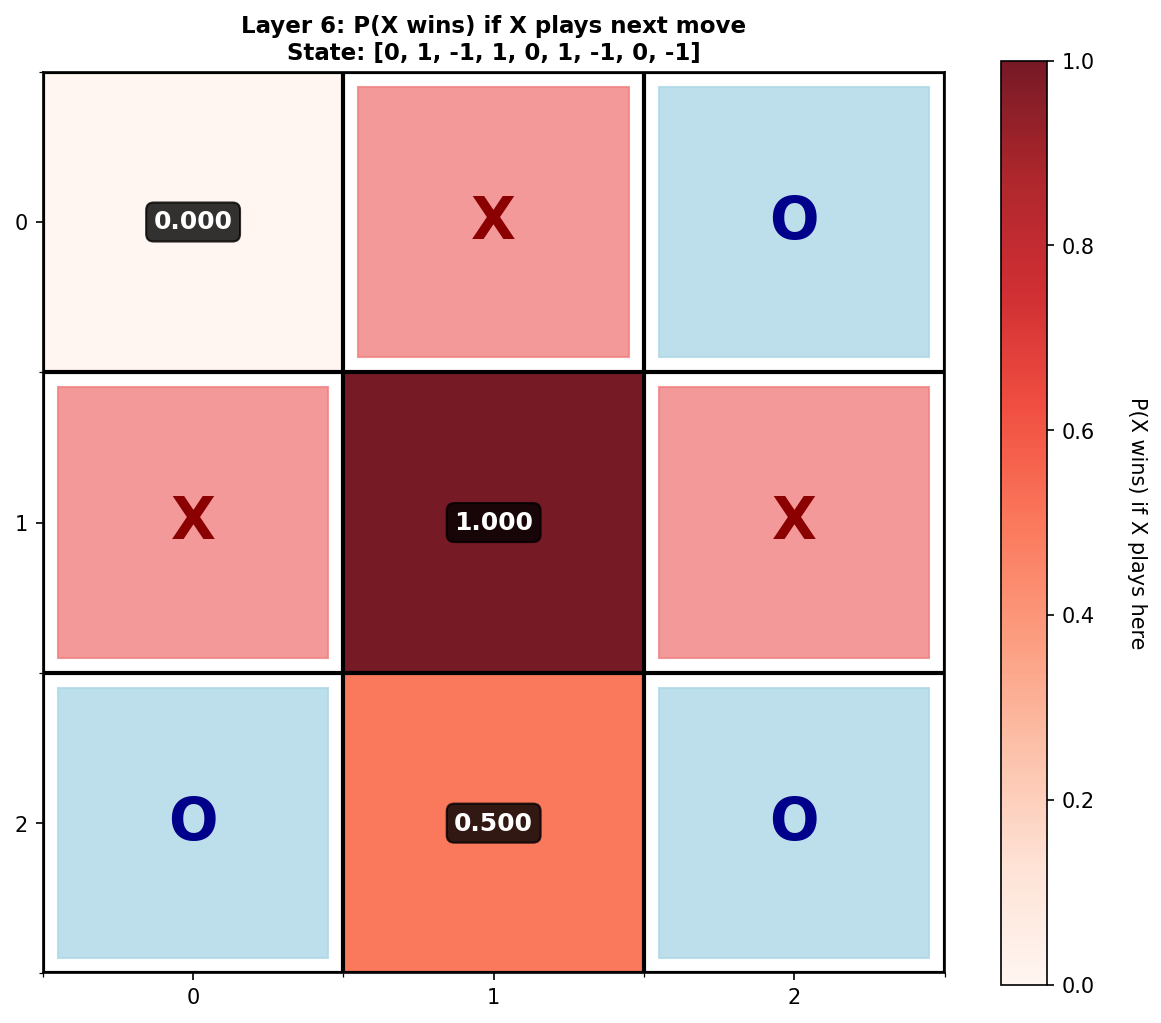 Layer 6: P(X wins) if X plays next move
State: [0, 1, -1, 1, 0, 1, -1, 0, -1]
0
0.000
X
O
1
X
1.000
X
2
O
0.500
O
0
1
2
1.0
0.8
0.6
0.4
0.2
0.0
P(X wins) if X plays here